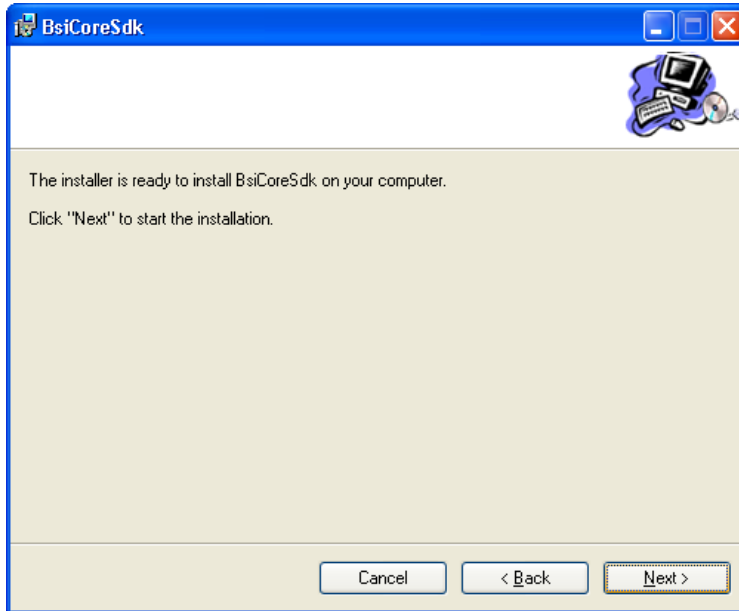 BsiCoreSdk
The installer is ready to install BsiCoreSdk on your computer.
Click "Next" to start the installation.
Cancel
< Back
Next >